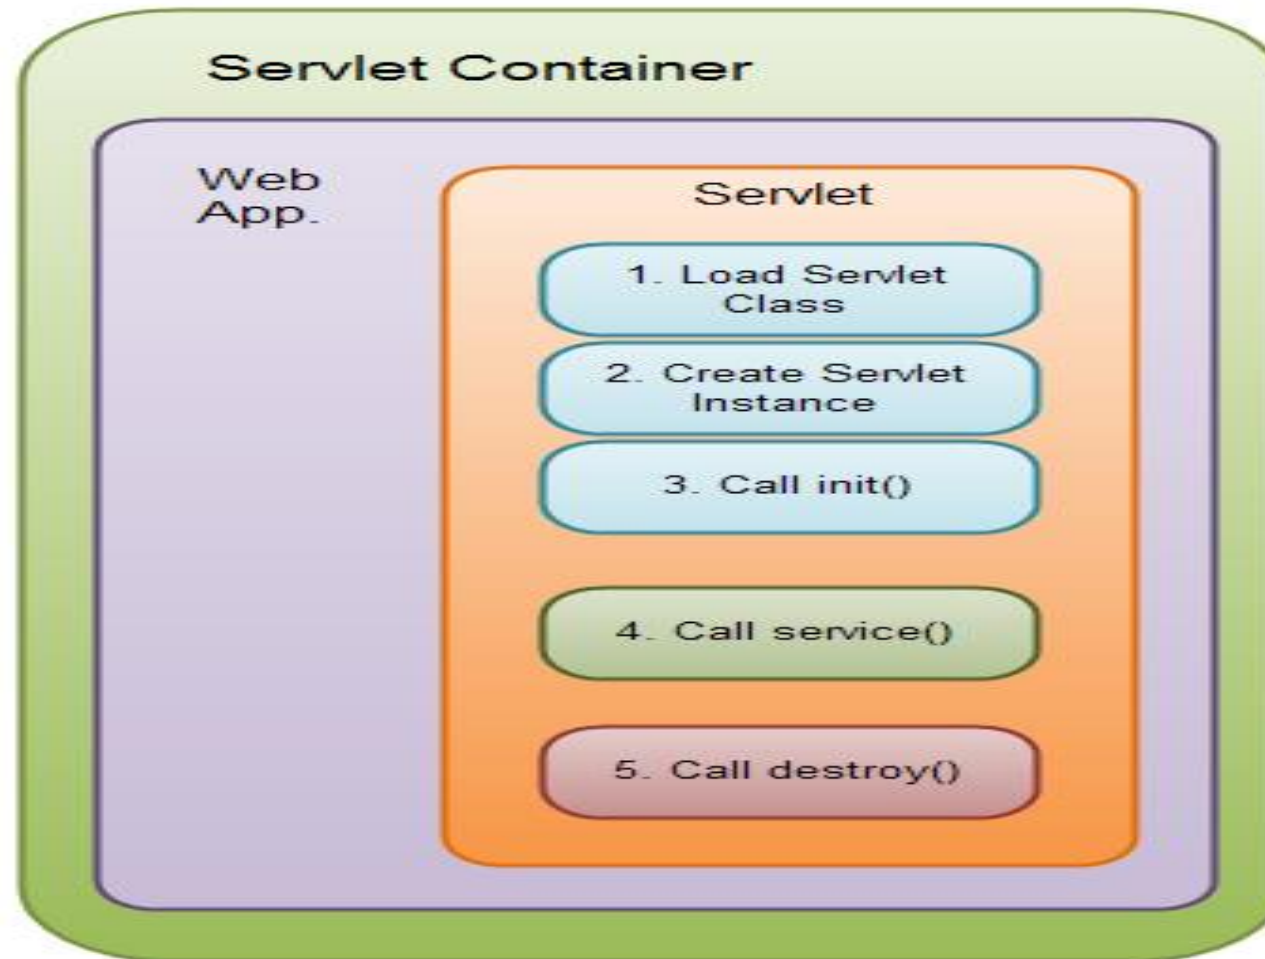 Servlet Container
Web
App.
Servlet
1. Load Servlet
Class
2. Create Servlet
Instance
3. Call init()
4. Call service()
5. Call destroy()